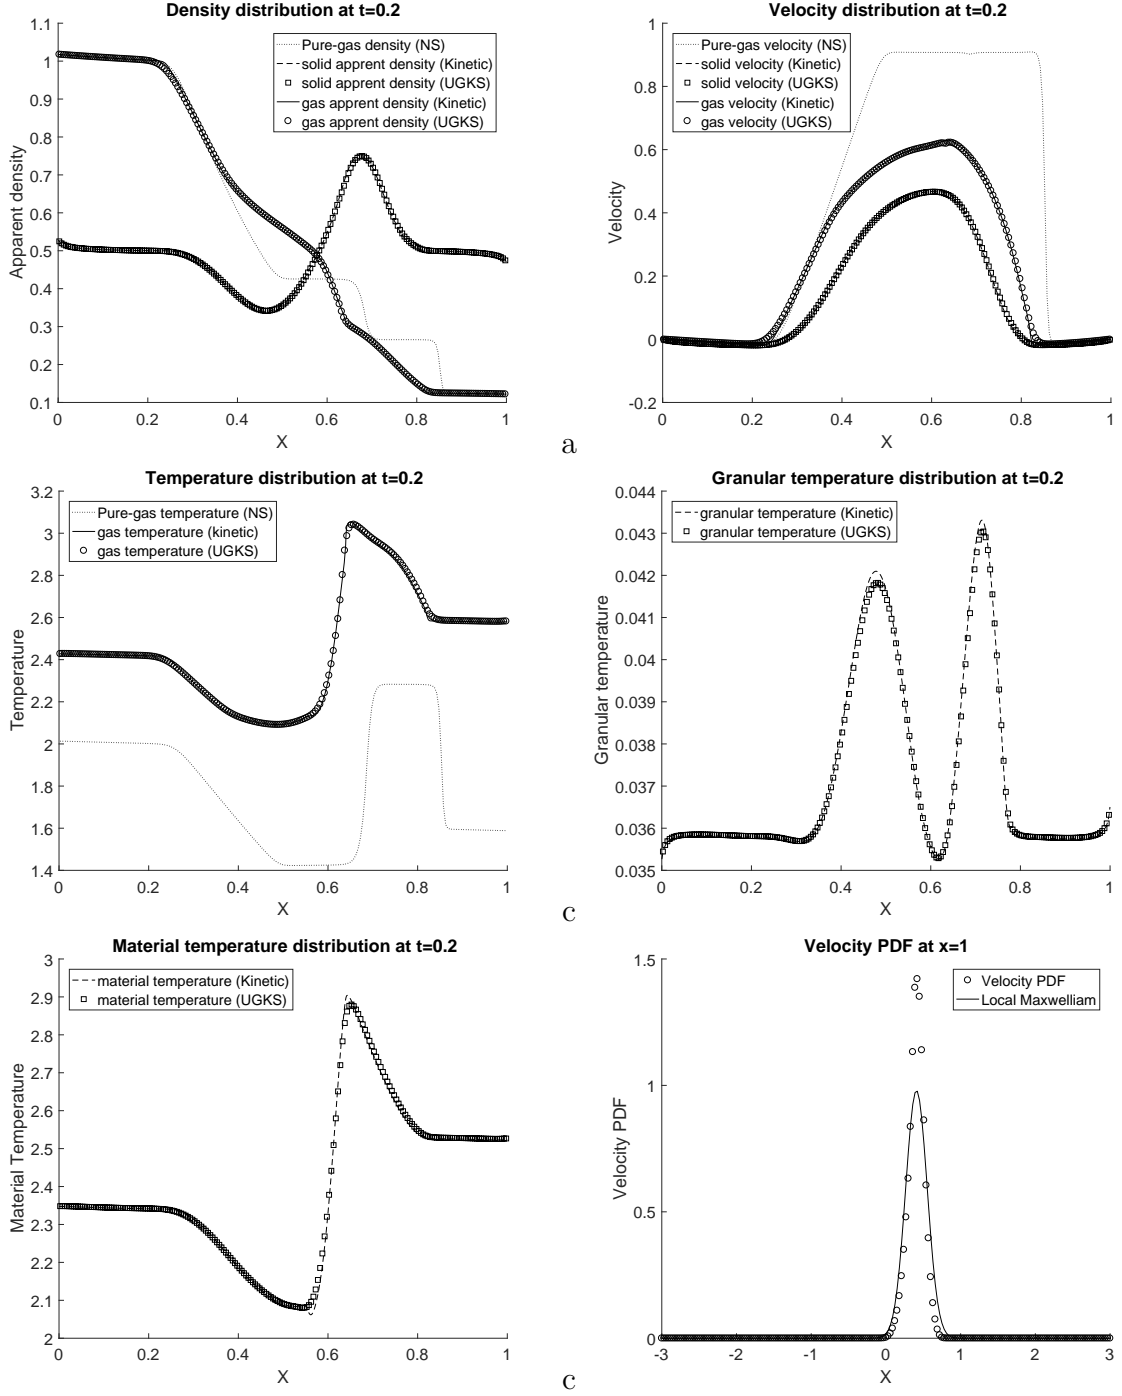 Density distribution at t=0.2
Apparent density
1.1
1
0.9
0.8
0.7
0.6
0.5
0.4
0.3
0.2
0.1
0
0.2
0.4
0.6
0.8
1
X
Pure-gas density (NS)
solid apprent density (Kinetic)
solid apprent density (UGKS)
gas apprent density (Kinetic)
gas apprent density (UGKS)
a
Velocity distribution at t=0.2
Velocity
1
0.8
0.6
0.4
0.2
0
-0.2
0
0.2
0.4
0.6
0.8
1
X
Pure-gas velocity (NS)
solid velocity (Kinetic)
solid velocity (UGKS)
gas velocity (Kinetic)
gas velocity (UGKS)
Temperature distribution at t=0.2
Temperature
3.2
3
2.8
2.6
2.4
2.2
2
1.8
1.6
1.4
0
0.2
0.4
0.6
0.8
1
X
Pure-gas temperature (NS)
gas temperature (kinetic)
gas temperature (UGKS)
c
Granular temperature distribution at t=0.2
Granular temperature
0.044
0.043
0.042
0.041
0.04
0.039
0.038
0.037
0.036
0.035
0
0.2
0.4
0.6
0.8
1
X
granular temperature (Kinetic)
granular temperature (UGKS)
Material temperature distribution at t=0.2
Material Temperature
3
2.9
2.8
2.7
2.6
2.5
2.4
2.3
2.2
2.1
2
0
0.2
0.4
0.6
0.8
1
X
material temperature (Kinetic)
material temperature (UGKS)
c
Velocity PDF at x=1
Velocity PDF
1.5
1
0.5
0
-3
-2
-1
0
1
2
3
X
Velocity PDF
Local Maxwelliam